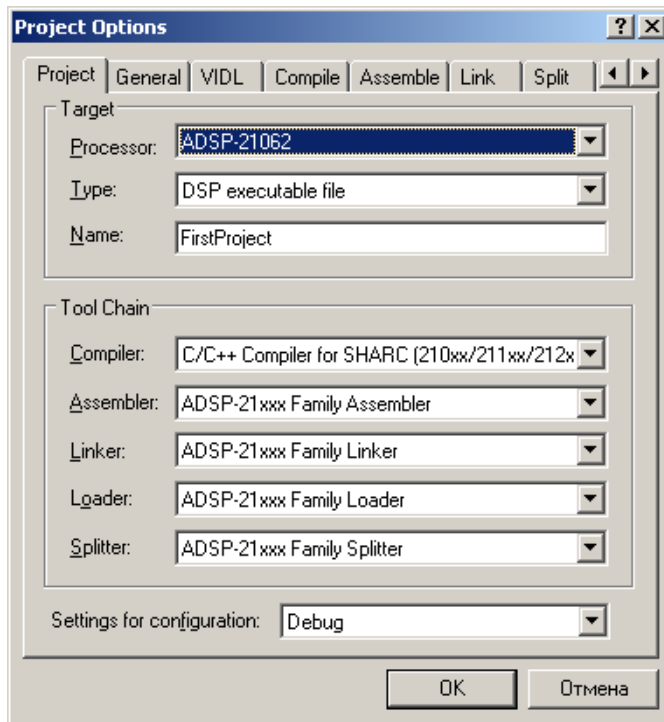 Project Options
Project General VIDL Compile Assemble Link Split
Target
Processor: ADSP-21062
Type: DSP executable file
Name: FirstProject
Tool Chain
Compiler: C/C++ Compiler for SHARC (210xx/211xx/212x
Assembler: ADSP-21xxx Family Assembler
Linker: ADSP-21xxx Family Linker
Loader: ADSP-21xxx Family Loader
Splitter: ADSP-21xxx Family Splitter
Settings for configuration: Debug
OK Отмена